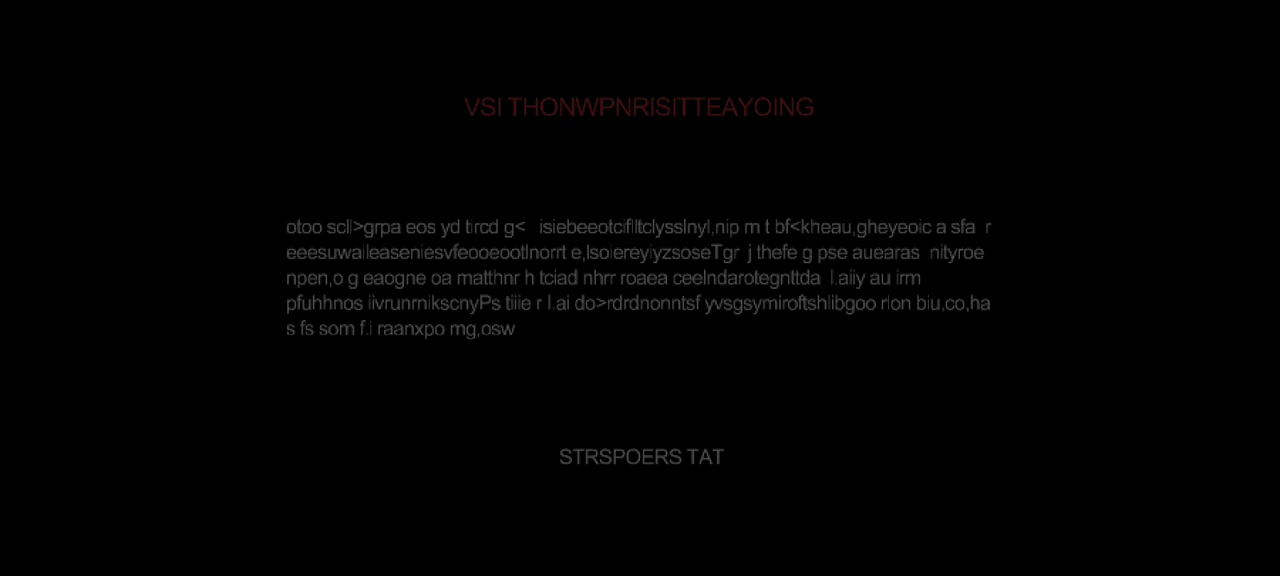 VSI THONWPNRISITTEAYOING
otoo scll>grpa eos yd tircd g<   isiebeeotciflltclysslnyl,nip m t bf<kheau,gheyeoic a sfa  r
eeesuwaileaseniesvfeooeootlnorrt e,lsoiereyiyzsoseTgr  j thefe g pse auearas  nityroe
npen,o g eaogne oa matthnr h tciad nhrr roaea ceelndarotegnttda  l.aiiy au irm
pfuhhnos iivrunrnikscnyPs tiiie r l.ai do>rdrdnonntsf yvsgsymiroftshlibgoo rlon biu,co,ha
s fs som f.i raanxpo mg,osw
STRSPOERS TAT